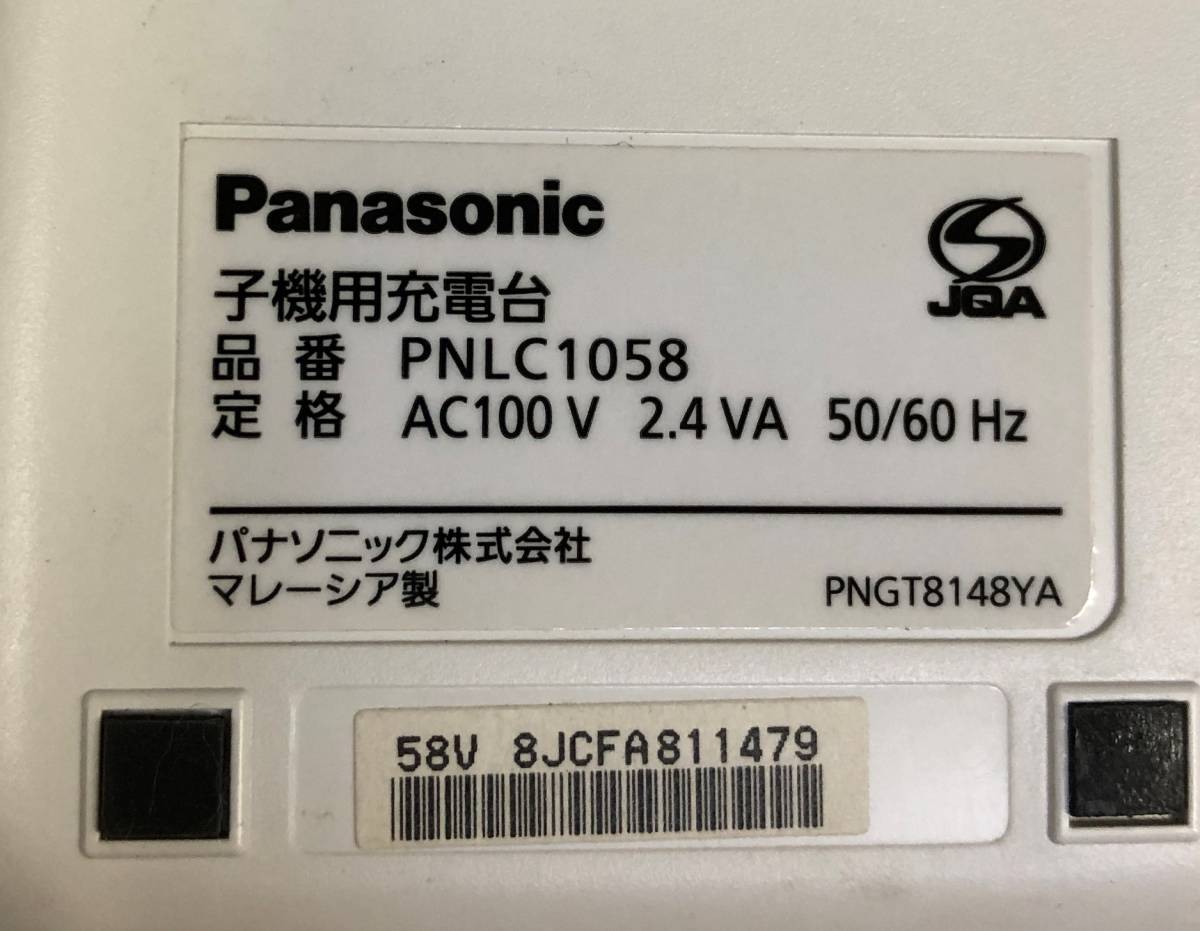 Panasonic
JQA
子機用充電台
品番 PNLC1058
定格 AC100 V 2.4 VA 50/60 Hz
パナソニック株式会社
マレーシア製 PNGT8148YA
58V 8JCFA811479